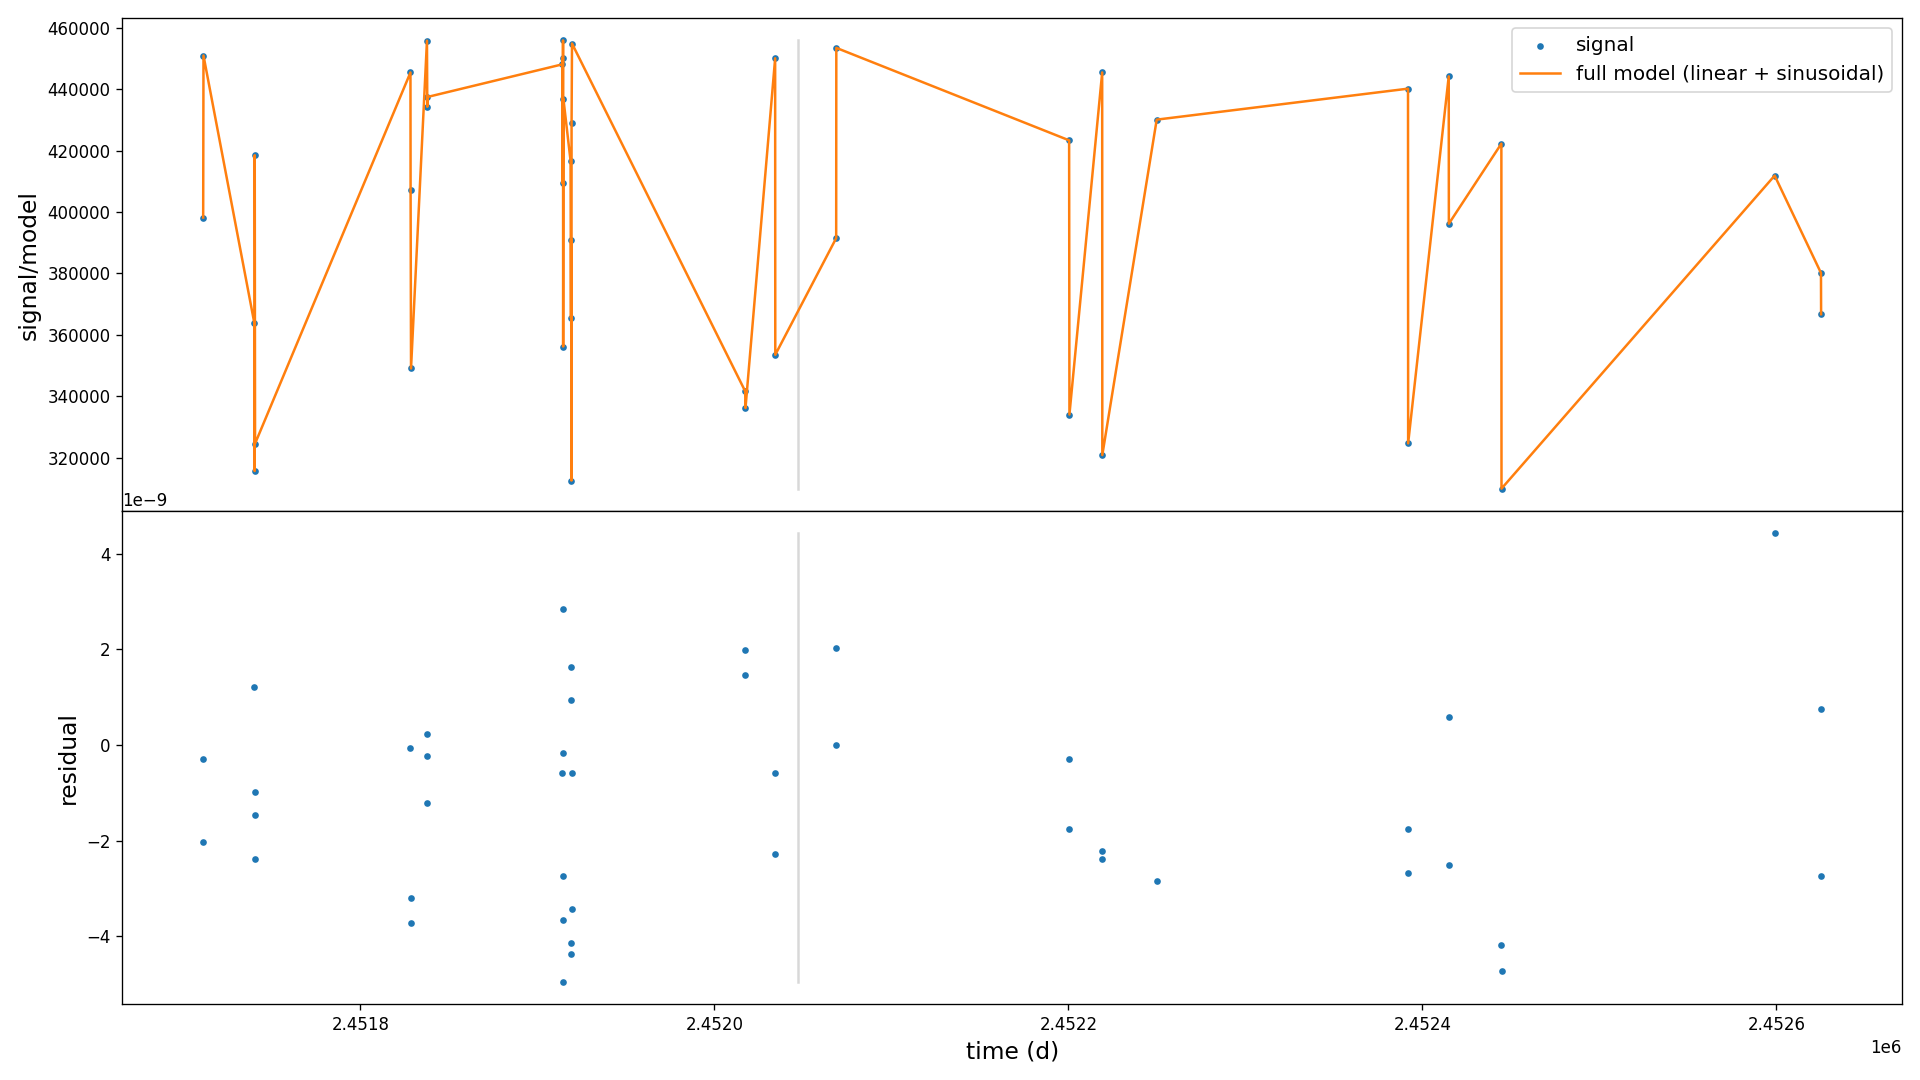 460000
440000
420000
400000
380000
360000
340000
320000
signal/model
signal
full model (linear + sinusoidal)
1e−9
4
2
0
−2
−4
residual
2.4518
2.4520
2.4522
2.4524
2.4526
time (d)
1e6